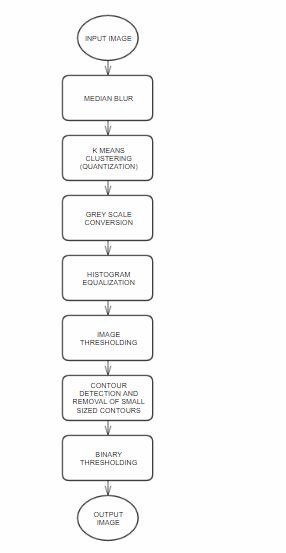 INPUT IMAGE
MEDIAN BLUR
K MEANS
CLUSTERING
(QUANTIZATION)
GREY SCALE
CONVERSION
HISTOGRAM
EQUALIZATION
IMAGE
THRESHOLDING
CONTOUR
DETECTION AND
REMOVAL OF SMALL
SIZED CONTOURS
BINARY
THRESHOLDING
OUTPUT
IMAGE